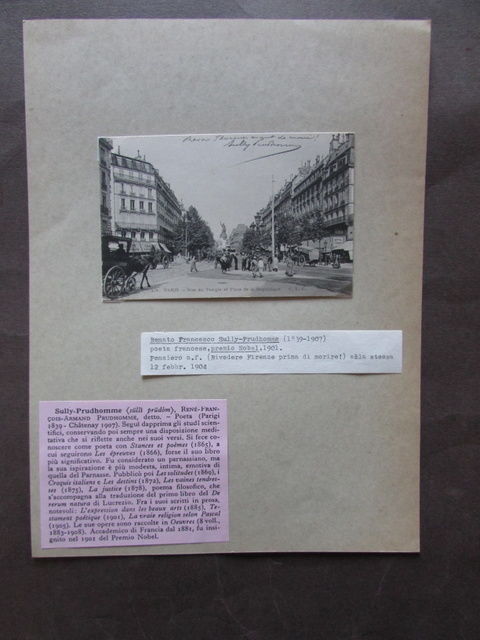 Revoir Florence avant de mourir!
Sully Prudhomme
PARIS - Rue du Temple et Place de la République C.L.C.
Renato Francesco Sully-Prudhomme (1839-1907)
poeta francese,premio Nobel,1901.
Pensiero a.f. (Rivedere Firenze prima di morire!) alla stessa
12 febbr. 1904
Sully-Prudhomme (sülli prüdòm), RENÉ-FRAN-
ÇOIS-ARMAND PRUDHOMME, detto. - Poeta (Parigi
1839 - Châtenay 1907). Seguì dapprima gli studi scien-
tifici, conservando poi sempre una disposizione medi-
tativa che si riflette anche nei suoi versi. Si fece co-
noscere come poeta con Stances et poèmes (1865), a
cui seguirono Les épreuves (1866), forse il suo libro
più significativo. Fu considerato un parnassiano, ma
la sua ispirazione è più modesta, intima, emotiva di
quella del Parnasse. Pubblicò poi Les solitudes (1869), i
Croquis italiens e Les destins (1872), Les vaines tendres-
ses (1875), La justice (1878), poema filosofico, che
s'accompagna alla traduzione del primo libro del De
rerum natura di Lucrezio. Fra i suoi scritti in prosa,
notevoli: L'expression dans les beaux arts (1883), Te-
stament poétique (1901), La vraie religion selon Pascal
(1905). Le sue opere sono raccolte in Oeuvres (8 voll.,
1883-1908). Accademico di Francia dal 1881, fu insi-
gnito nel 1901 del Premio Nobel.